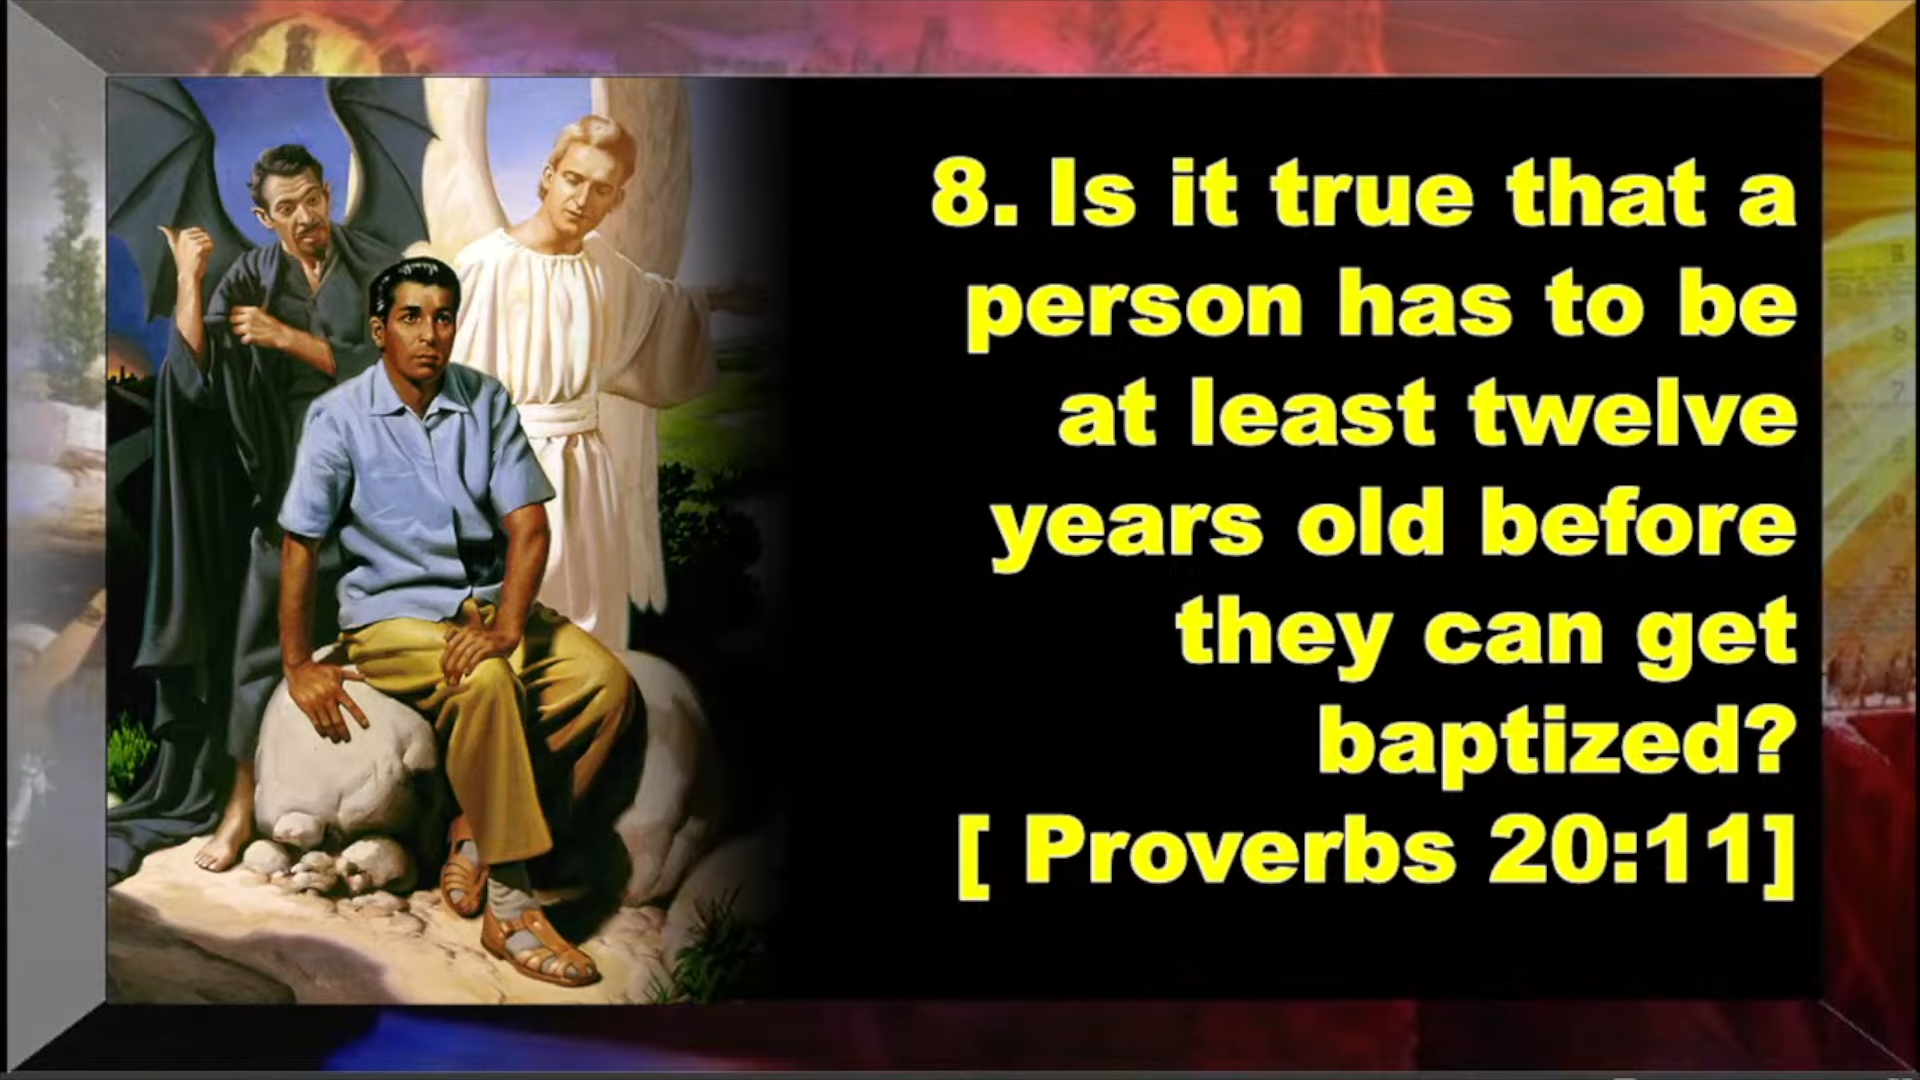 8. Is it true that a
person has to be
at least twelve
years old before
they can get
baptized?
[ Proverbs 20:11]